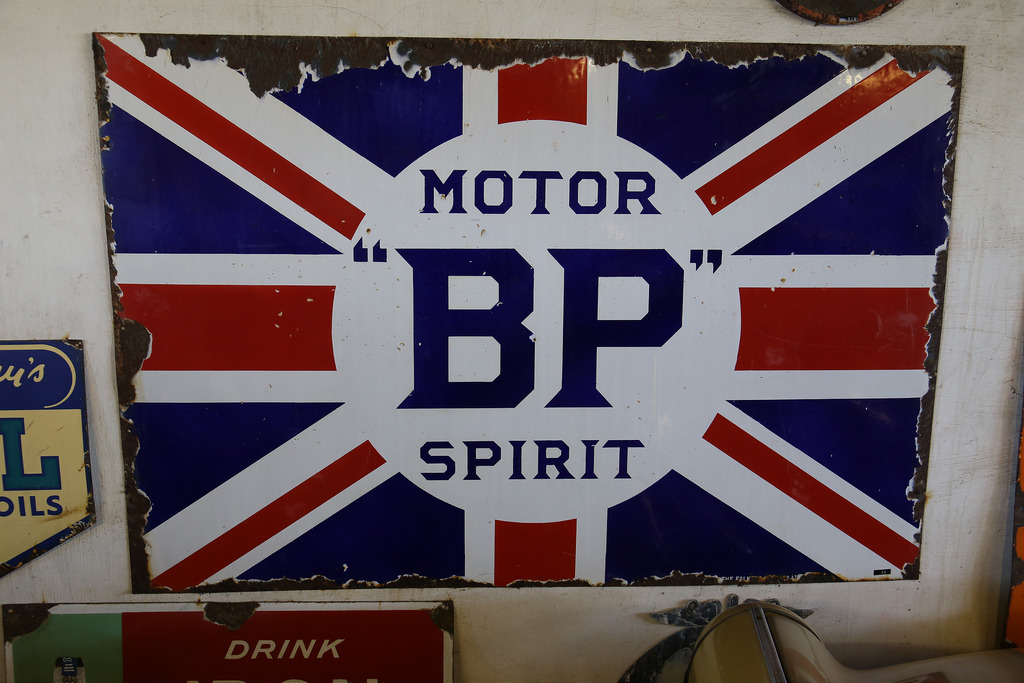 MOTOR
“BP”
SPIRIT
OILS
DRINK